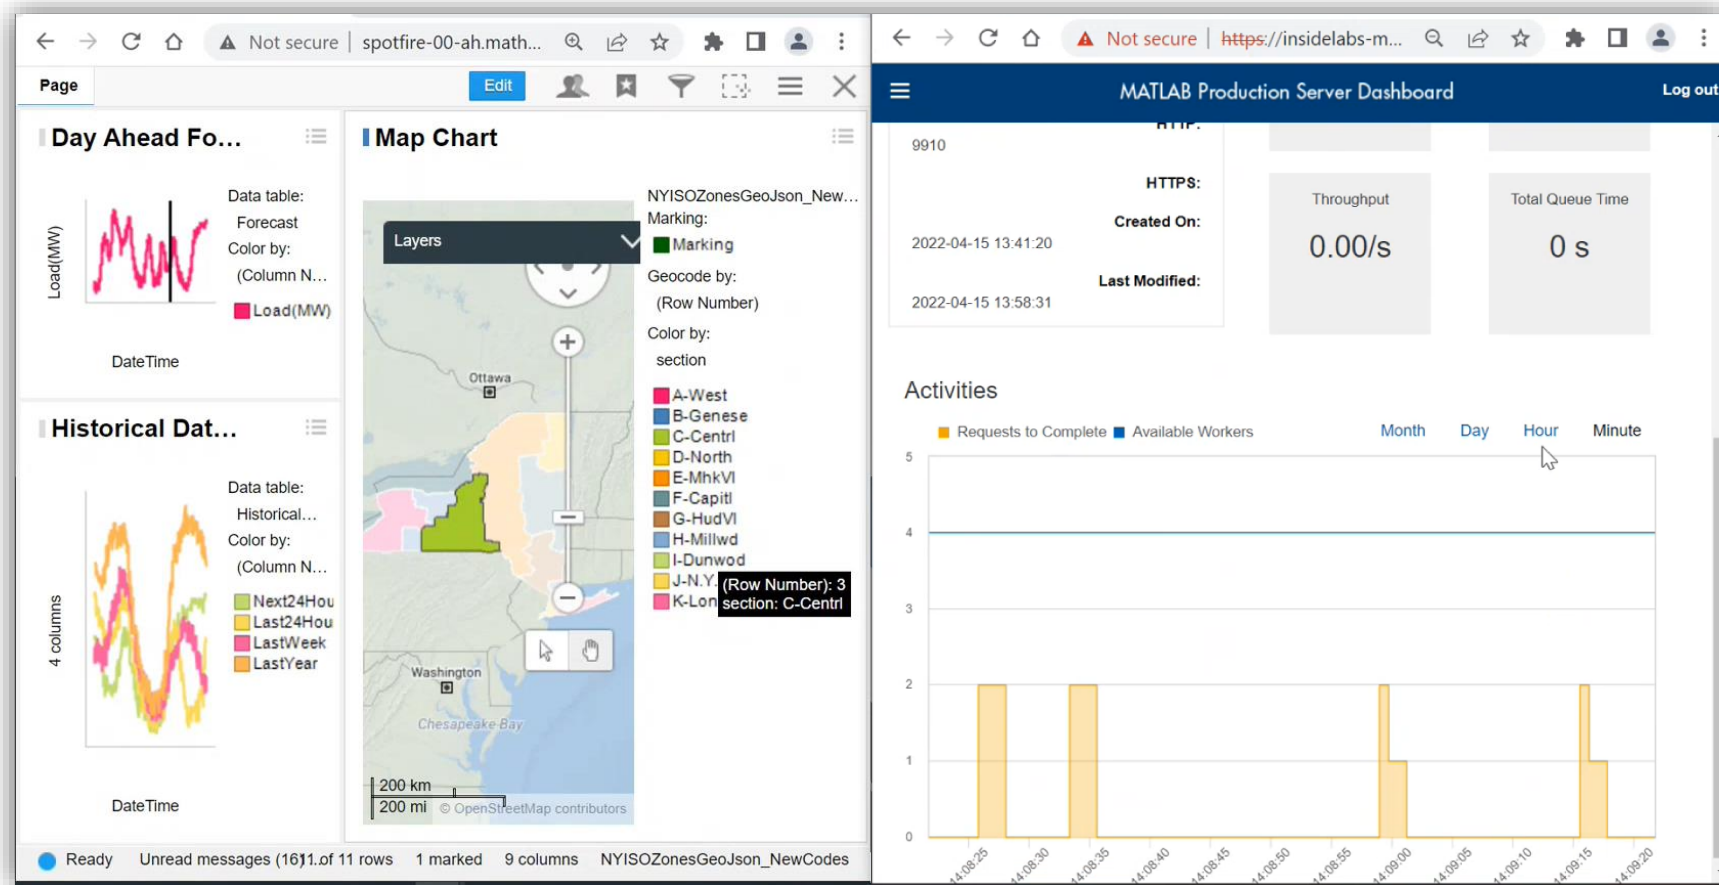 Not secure
spotfire-00-ah.math...
Page
Edit
Day Ahead Fo...
Load(MW)
DateTime
Data table:
Forecast
Color by:
(Column N...
Load(MW)
Historical Dat...
4 columns
DateTime
Data table:
Historical...
Color by:
(Column N...
Next24Hou
Last24Hou
LastWeek
LastYear
Map Chart
Layers
Ottawa
Washington
Chesapeake Bay
200 km
200 mi
© OpenStreetMap contributors
NYISOZonesGeoJson_New...
Marking:
Marking
Geocode by:
(Row Number)
Color by:
section
A-West
B-Genese
C-Centrl
D-North
E-MhkVl
F-Capitl
G-HudVl
H-Millwd
I-Dunwod
J-N.Y.
K-Lon
(Row Number): 3
section: C-Centrl
Ready
Unread messages (16)
of 11 rows
1 marked
9 columns
NYISOZonesGeoJson_NewCodes
Not secure
https://insidelabs-m...
MATLAB Production Server Dashboard
Log out
HTTP:
9910
HTTPS:
Created On:
2022-04-15 13:41:20
Last Modified:
2022-04-15 13:58:31
Throughput
0.00/s
Total Queue Time
0 s
Activities
Requests to Complete
Available Workers
Month
Day
Hour
Minute
5
4
3
2
1
0
14:08:25
14:08:30
14:08:35
14:08:40
14:08:45
14:08:50
14:08:55
14:09:00
14:09:05
14:09:10
14:09:15
14:09:20